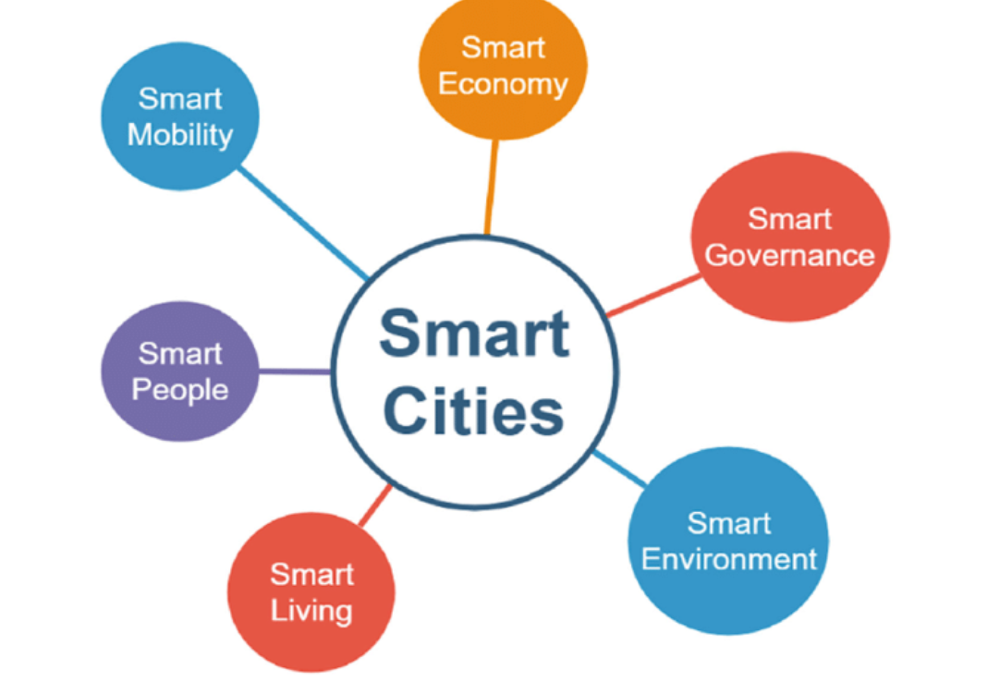 Smart
Economy
Smart
Mobility
Smart
Governance
Smart
Cities
Smart
People
Smart
Environment
Smart
Living